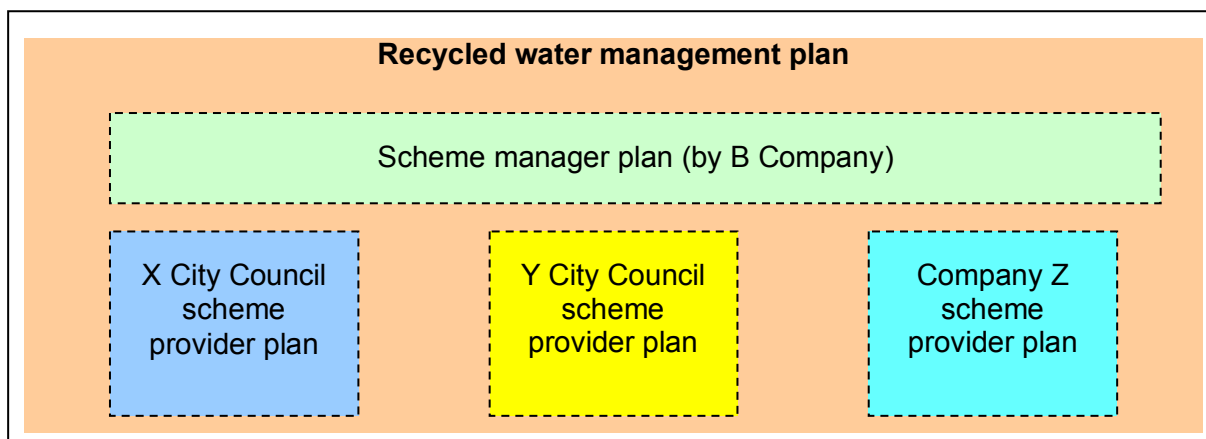 Recycled water management plan
Scheme manager plan (by B Company)
X City Council
scheme
provider plan
Y City Council
scheme
provider plan
Company Z
scheme
provider plan